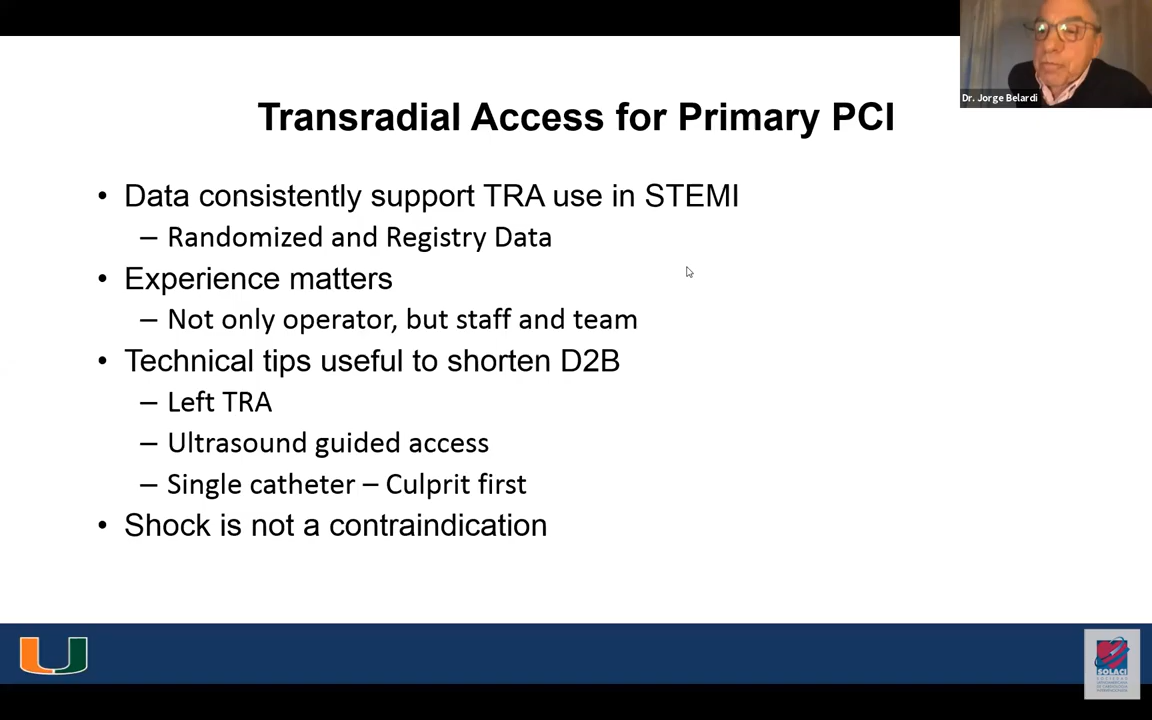 Dr. Jorge Belardi
Transradial Access for Primary PCI
• Data consistently support TRA use in STEMI
– Randomized and Registry Data
• Experience matters
– Not only operator, but staff and team
• Technical tips useful to shorten D2B
– Left TRA
– Ultrasound guided access
– Single catheter – Culprit first
• Shock is not a contraindication
SOLACI